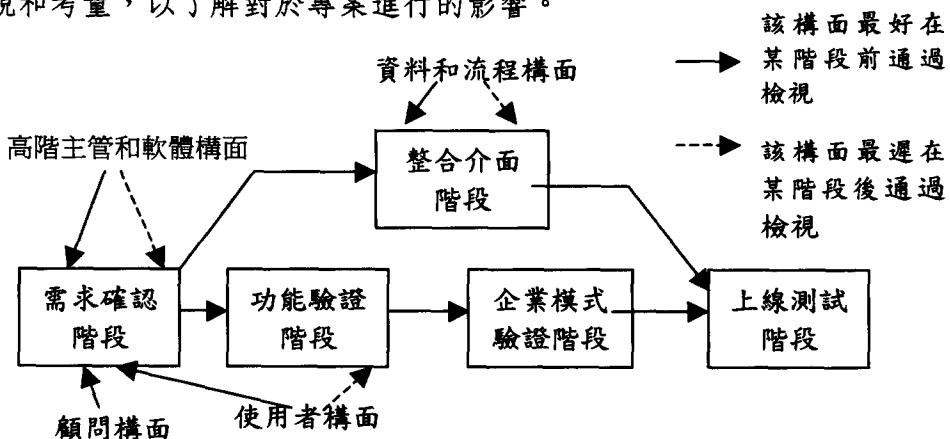 視和考量，以了解對於專案進行的影響。
該構面最好在
某階段前通過
檢視
資料和流程構面
高階主管和軟體構面
整合介面
階段
該構面最遲在
某階段後通過
檢視
需求確認
階段
功能驗證
階段
企業模式
驗證階段
上線測試
階段
顧問構面
使用者構面